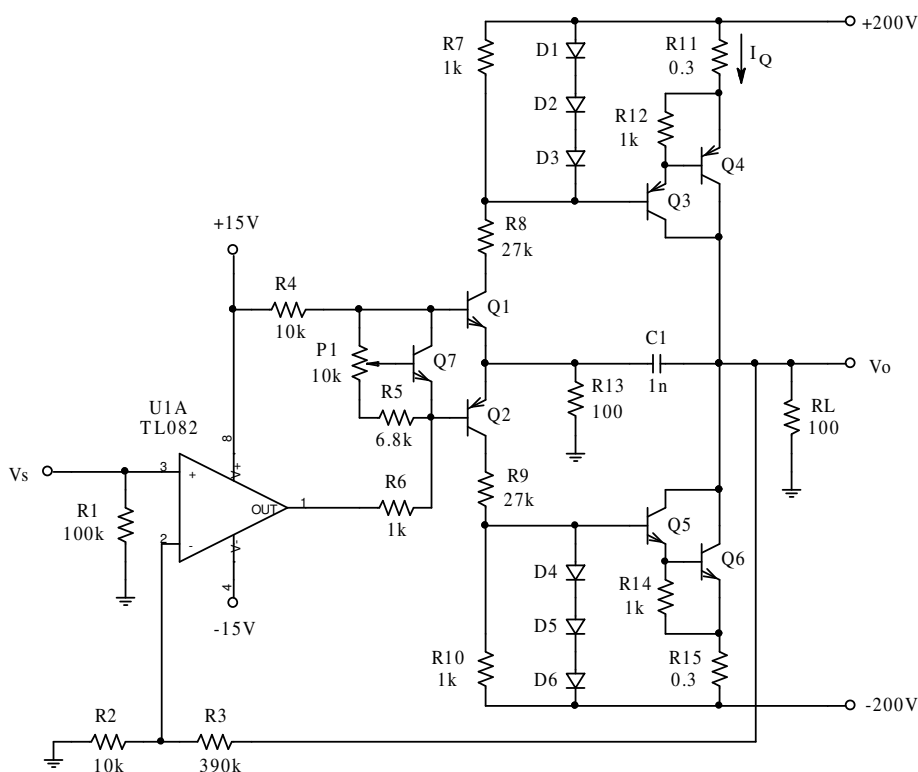 +200V
R7
1k
D1
R11
0.3
I Q
D2
R12
1k
D3
Q4
Q3
+15V
R8
27k
R4
10k
Q1
P1
10k
Q7
C1
1n
Vo
R5
6.8k
Q2
R13
100
RL
100
U1A
TL082
8
V+
Vs
3
+
R9
27k
R6
1k
OUT
1
R1
100k
2
-
V-
4
-15V
Q5
Q6
D4
R14
1k
D5
R10
1k
D6
R15
0.3
-200V
R2
10k
R3
390k